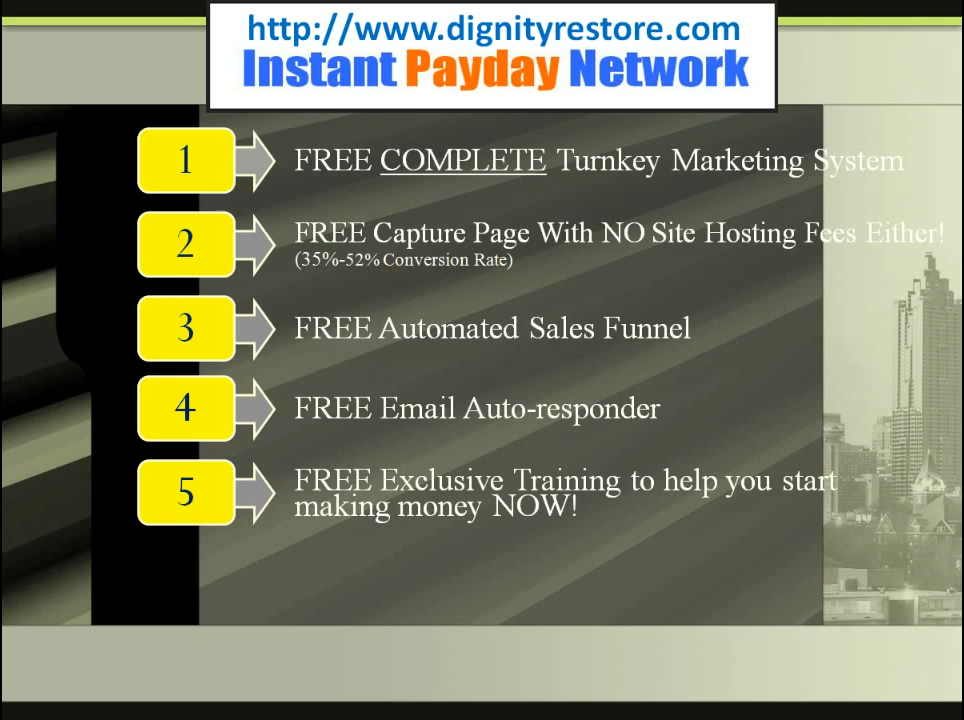 http://www.dignityrestore.com
Instant Payday Network
1
FREE COMPLETE Turnkey Marketing System
2
FREE Capture Page With NO Site Hosting Fees Either!
(35%-52% Conversion Rate)
3
FREE Automated Sales Funnel
4
FREE Email Auto-responder
5
FREE Exclusive Training to help you start
making money NOW!